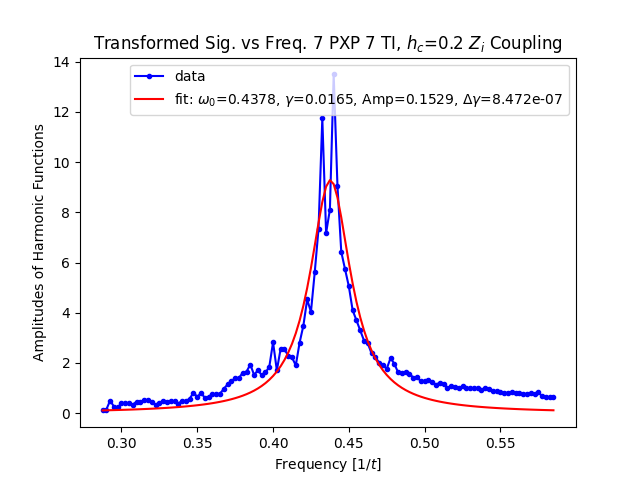 Transformed Sig. vs Freq. 7 PXP 7 TI, $h_c$=0.2 $Z_i$ Coupling
data
fit: $\omega_0$=0.4378, $\gamma$=0.0165, Amp=0.1529, $\Delta\gamma$=8.472e-07
Amplitudes of Harmonic Functions
14
12
10
8
6
4
2
0
0.30 0.35 0.40 0.45 0.50 0.55
Frequency [1/$t$]